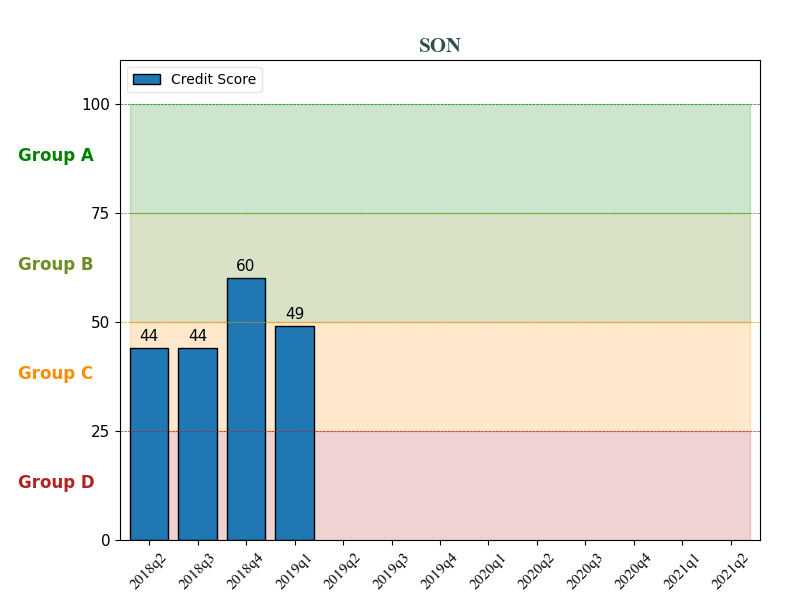 SON
Credit Score
100
Group A
75
Group B
60
50
49
44
44
Group C
25
Group D
0
2018q2
2018q3
2018q4
2019q1
2019q2
2019q3
2019q4
2020q1
2020q2
2020q3
2020q4
2021q1
2021q2